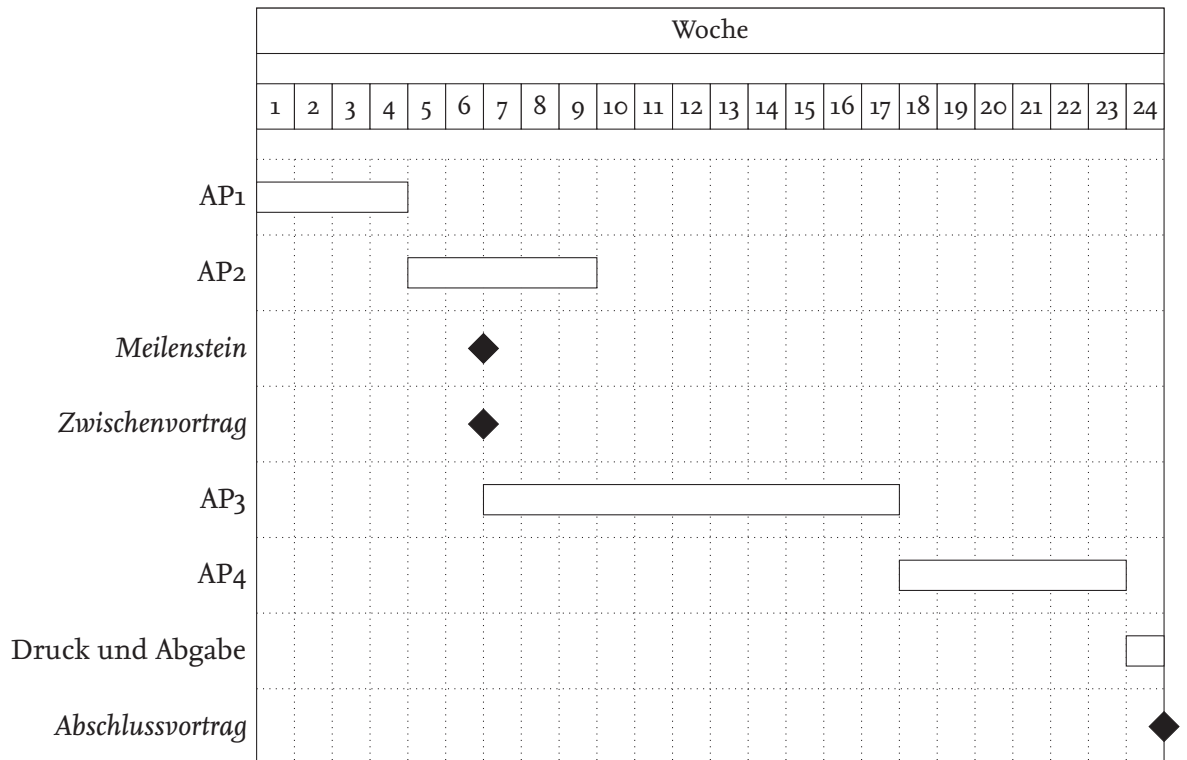 Woche
1 2 3 4 5 6 7 8 9 10 11 12 13 14 15 16 17 18 19 20 21 22 23 24
AP1
AP2
Meilenstein
Zwischenvortrag
AP3
AP4
Druck und Abgabe
Abschlussvortrag